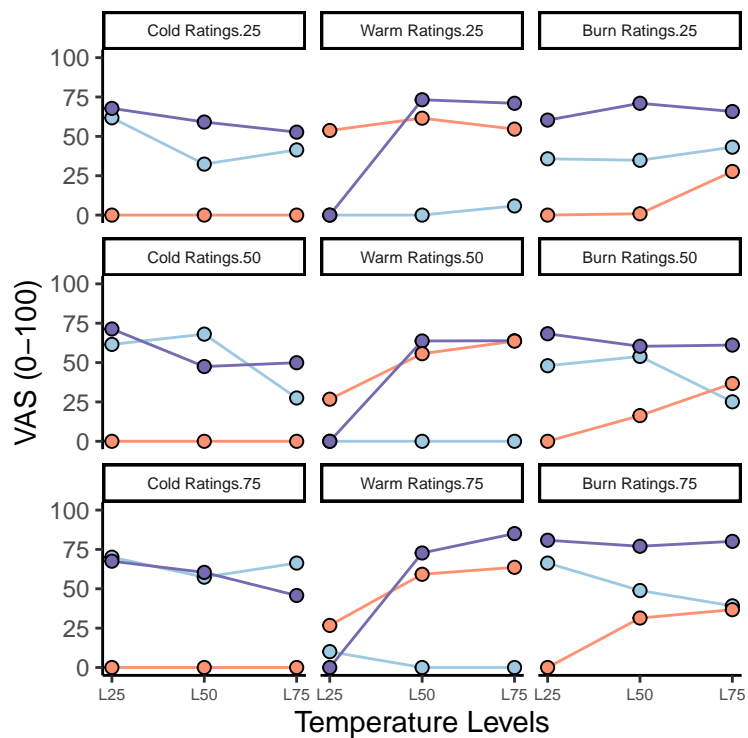 Cold Ratings.25 Warm Ratings.25 Burn Ratings.25
100
75
50
25
0
Cold Ratings.50 Warm Ratings.50 Burn Ratings.50
100
75
50
25
0
Cold Ratings.75 Warm Ratings.75 Burn Ratings.75
100
75
50
25
0
VAS (0−100)
L25 L50 L75 L25 L50 L75 L25 L50 L75
Temperature Levels